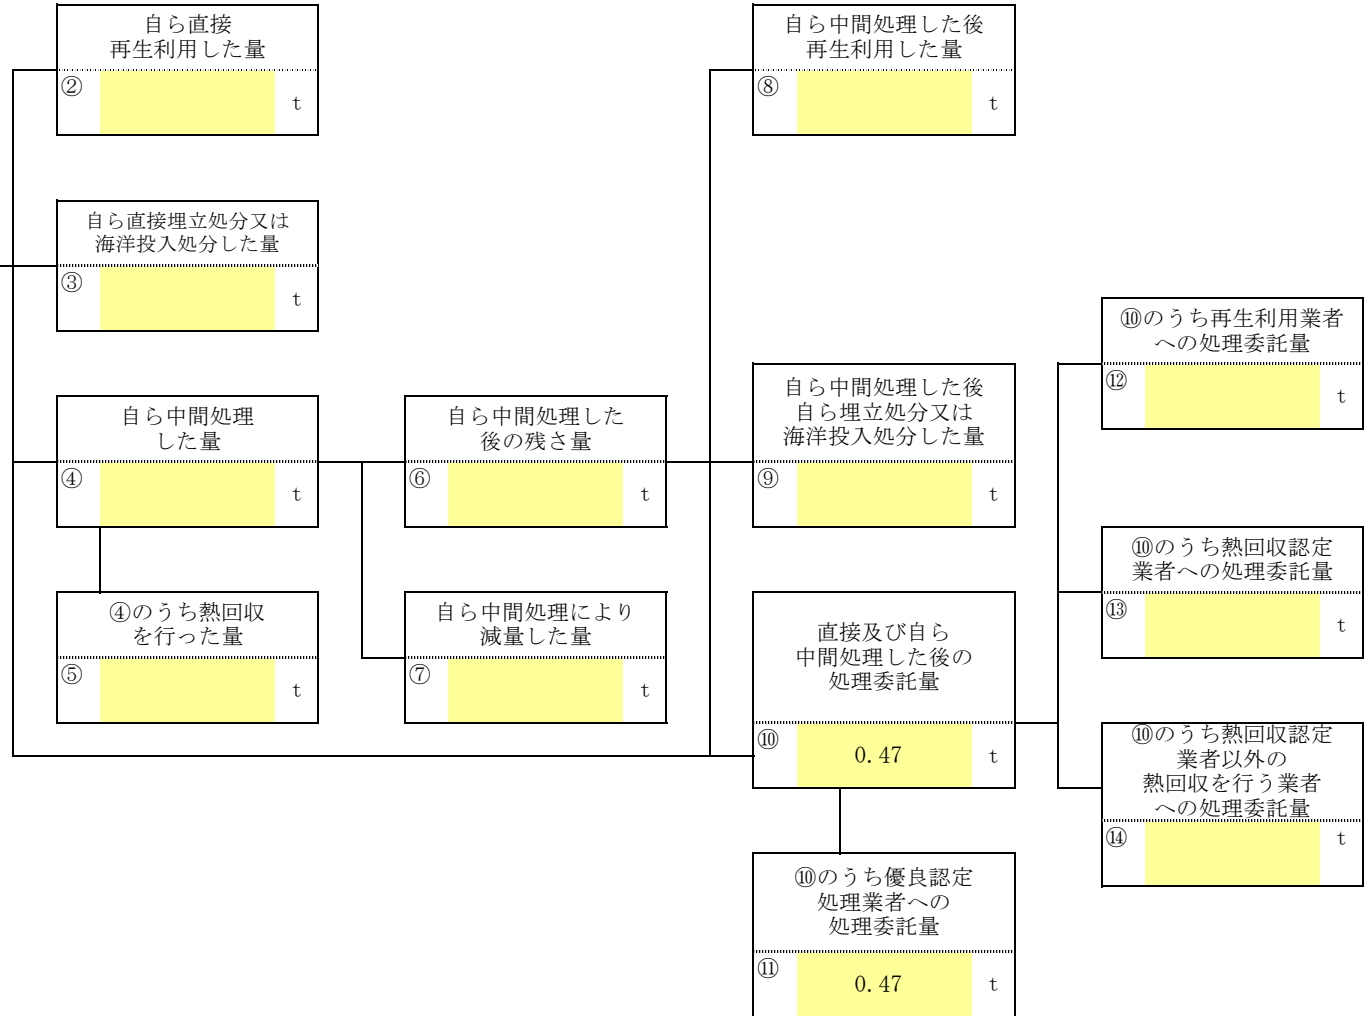 自ら直接
再生利用した量
②
t
自ら中間処理した後
再生利用した量
⑧
t
自ら直接埋立処分又は
海洋投入処分した量
③
t
⑩のうち再生利用業者
への処理委託量
⑫
t
自ら中間処理
した量
④
t
自ら中間処理した
後の残さ量
⑥
t
自ら中間処理した後
自ら埋立処分又は
海洋投入処分した量
⑨
t
⑩のうち熱回収認定
業者への処理委託量
⑬
t
④のうち熱回収
を行った量
⑤
t
自ら中間処理により
減量した量
⑦
t
直接及び自ら
中間処理した後の
処理委託量
⑩
0.47
t
⑩のうち熱回収認定
業者以外の
熱回収を行う業者
への処理委託量
⑭
t
⑩のうち優良認定
処理業者への
処理委託量
⑪
0.47
t